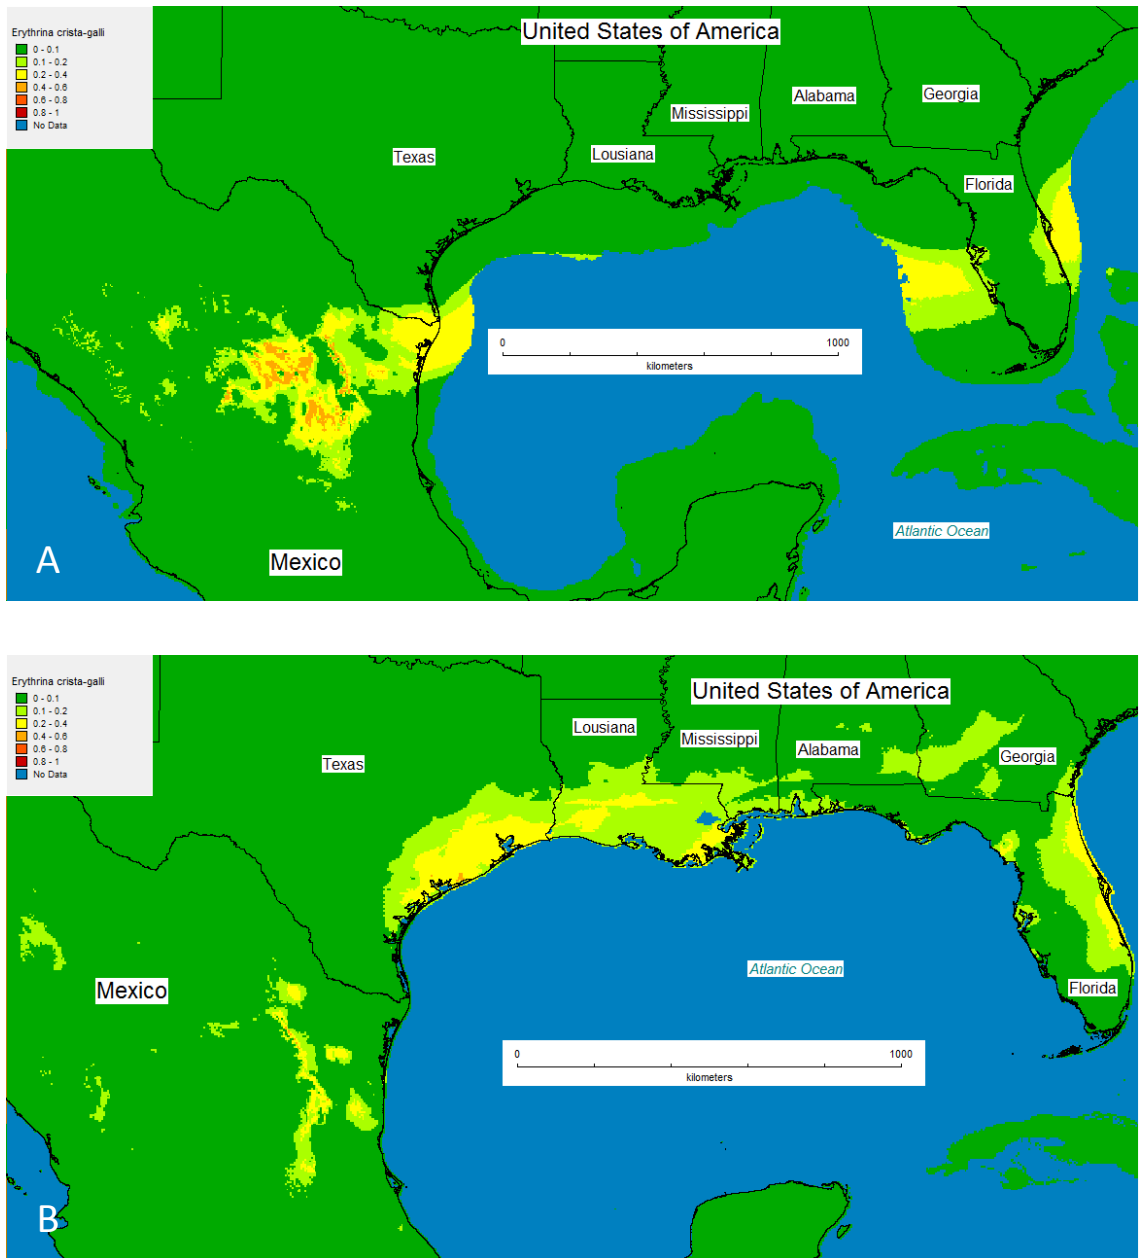 Erythrina crista-galli
0 - 0.1
0.1 - 0.2
0.2 - 0.4
0.4 - 0.6
0.6 - 0.8
0.8 - 1
No Data
United States of America
Georgia
Alabama
Mississippi
Lousiana
Texas
Florida
0 1000
kilometers
Atlantic Ocean
Mexico
A
Erythrina crista-galli
0 - 0.1
0.1 - 0.2
0.2 - 0.4
0.4 - 0.6
0.6 - 0.8
0.8 - 1
No Data
United States of America
Lousiana
Mississippi
Alabama
Georgia
Texas
Atlantic Ocean
Mexico
Florida
0 1000
kilometers
B